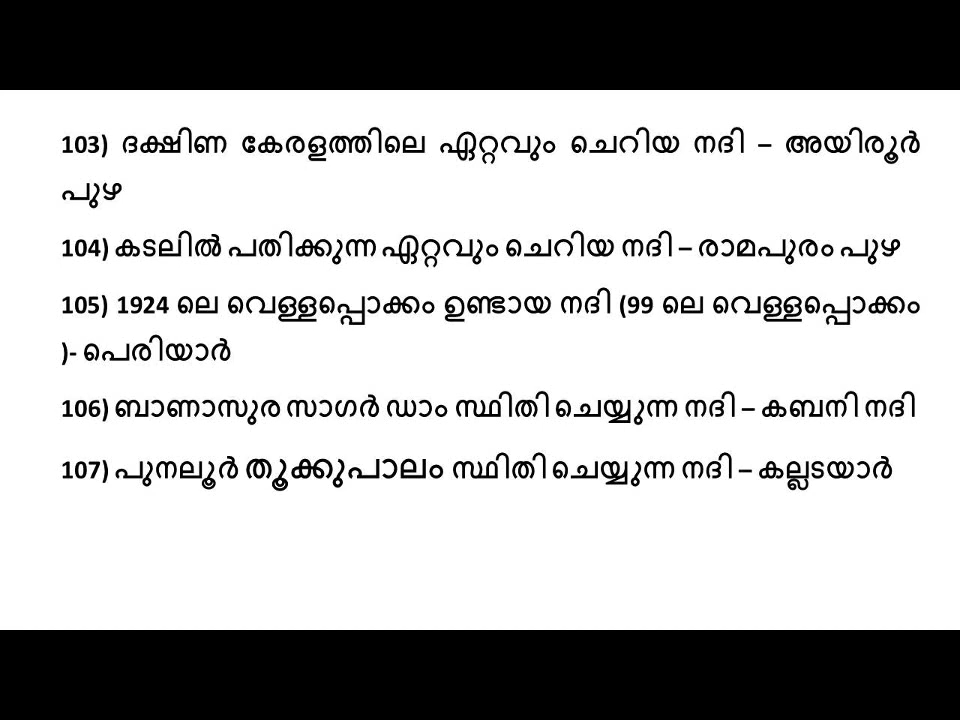 103) ദക്ഷിണ കേരളത്തിലെ ഏറ്റവും ചെറിയ നദി – അയിരൂർ
പുഴ
104) കടലിൽ പതിക്കുന്ന ഏറ്റവും ചെറിയ നദി – രാമപുരം പുഴ
105) 1924 ലെ വെള്ളപ്പൊക്കം ഉണ്ടായ നദി (99 ലെ വെള്ളപ്പൊക്കം
)- പെരിയാർ
106) ബാണാസുര സാഗർ ഡാം സ്ഥിതി ചെയ്യുന്ന നദി – കബനി നദി
107) പുനലൂർ തൂക്കുപാലം സ്ഥിതി ചെയ്യുന്ന നദി – കല്ലടയാർ